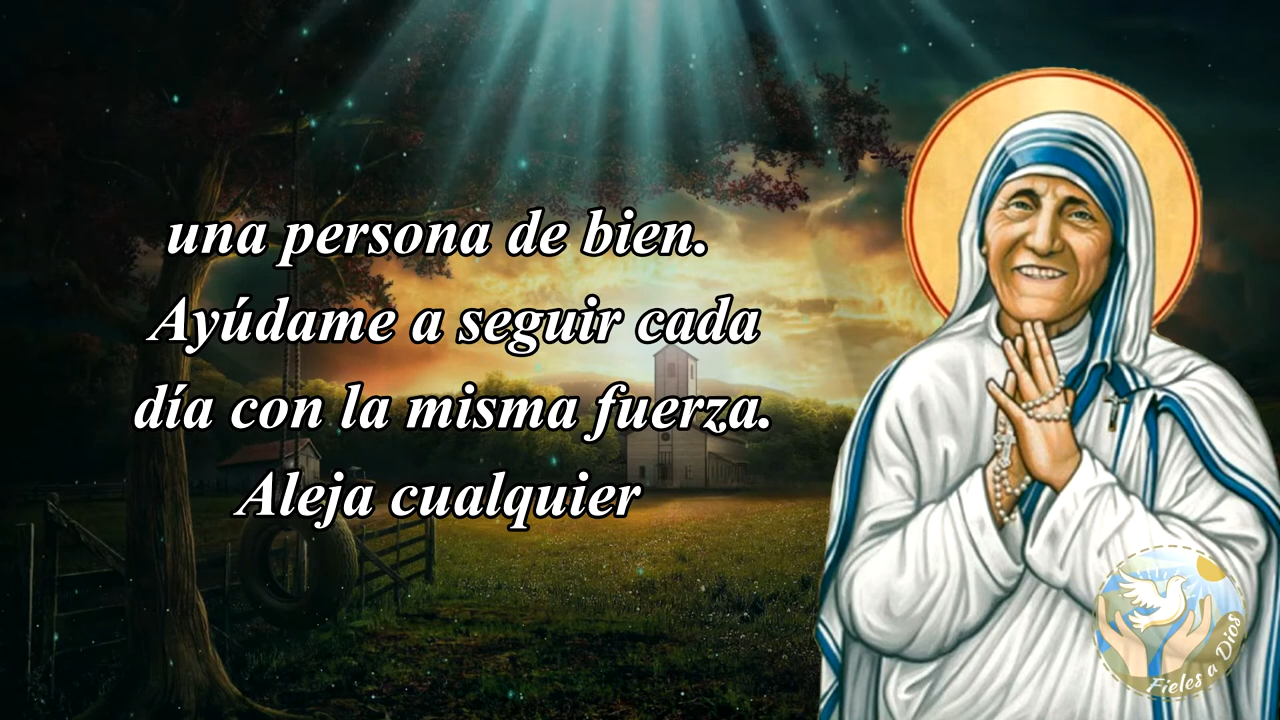 una persona de bien.
Ayúdame a seguir cada
día con la misma fuerza.
Aleja cualquier
Fieles a Dios